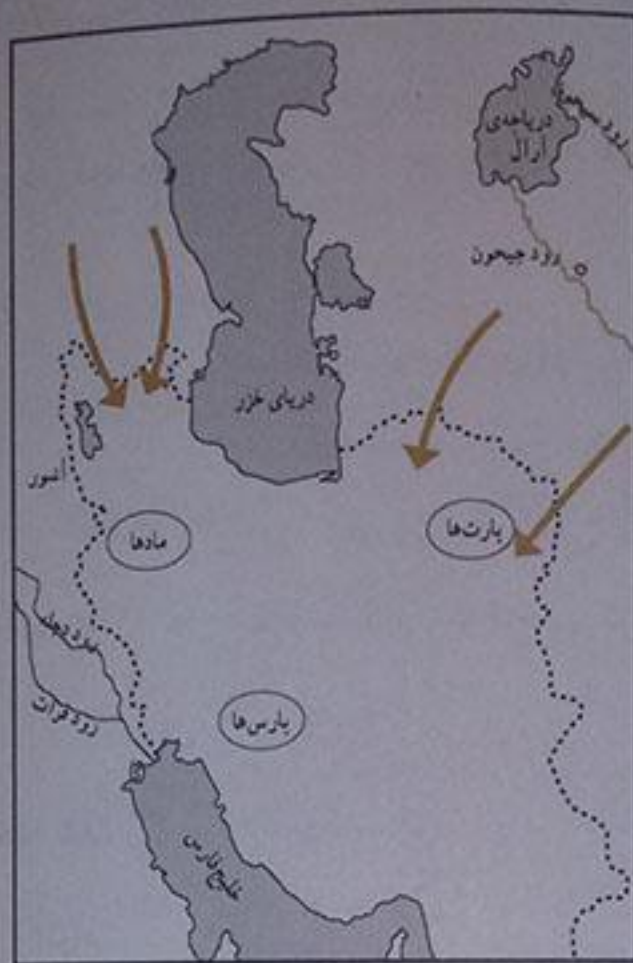 دریاچه‌ی
آرال
رود سیحون
رود جیحون
دریای خزر
آشور
مادها
پارت‌ها
رود دجله
رود فرات
پارس‌ها
خلیج فارس